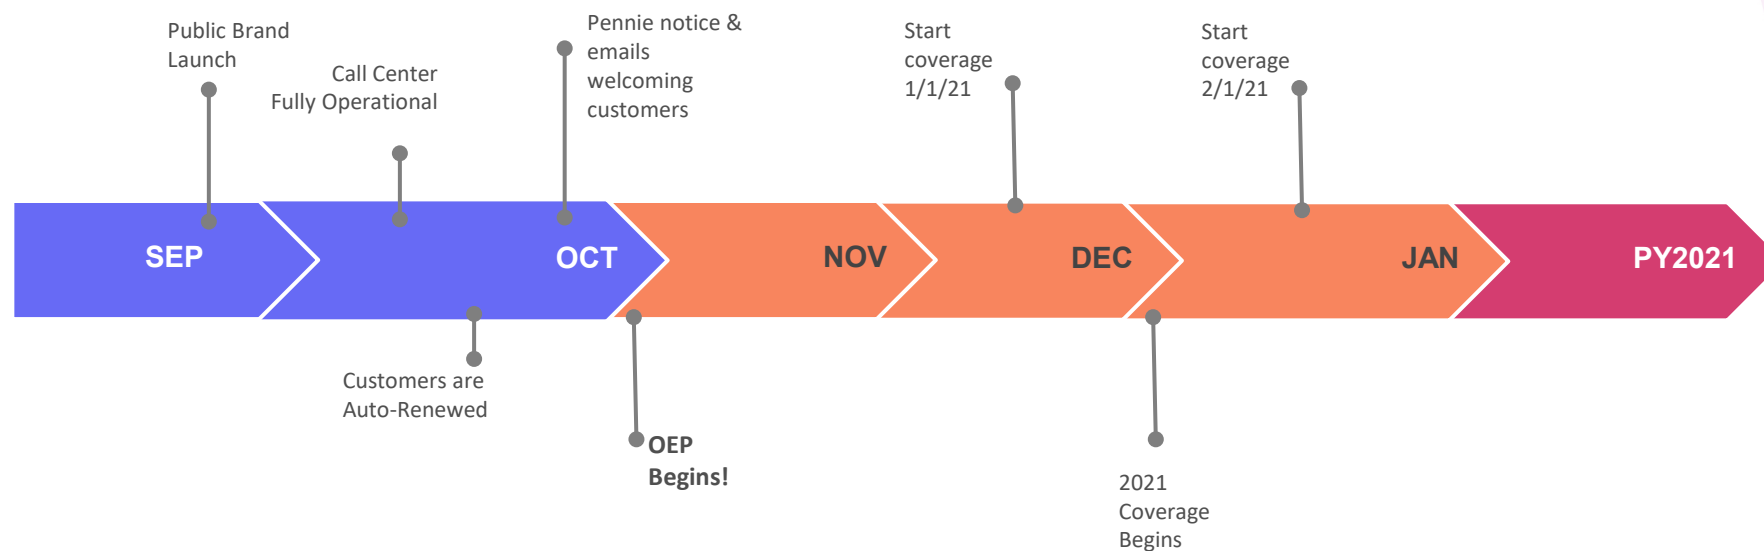 Public Brand
Launch
Call Center
Fully Operational
Pennie notice &
emails
welcoming
customers
Start
coverage
1/1/21
Start
coverage
2/1/21
SEP
OCT
NOV
DEC
JAN
PY2021
Customers are
Auto-Renewed
OEP
Begins!
2021
Coverage
Begins